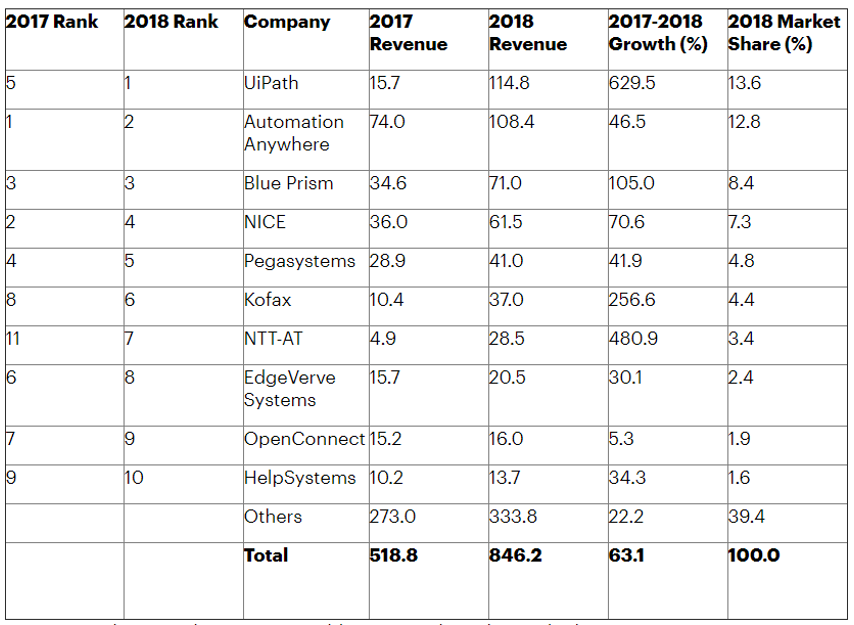 2017 Rank 2018 Rank Company 2017 Revenue 2018 Revenue 2017-2018 Growth (%) 2018 Market Share (%)
5 1 UiPath 15.7 114.8 629.5 13.6
1 2 Automation Anywhere 74.0 108.4 46.5 12.8
3 3 Blue Prism 34.6 71.0 105.0 8.4
2 4 NICE 36.0 61.5 70.6 7.3
4 5 Pegasystems 28.9 41.0 41.9 4.8
8 6 Kofax 10.4 37.0 256.6 4.4
11 7 NTT-AT 4.9 28.5 480.9 3.4
6 8 EdgeVerve Systems 15.7 20.5 30.1 2.4
7 9 OpenConnect 15.2 16.0 5.3 1.9
9 10 HelpSystems 10.2 13.7 34.3 1.6
Others 273.0 333.8 22.2 39.4
Total 518.8 846.2 63.1 100.0